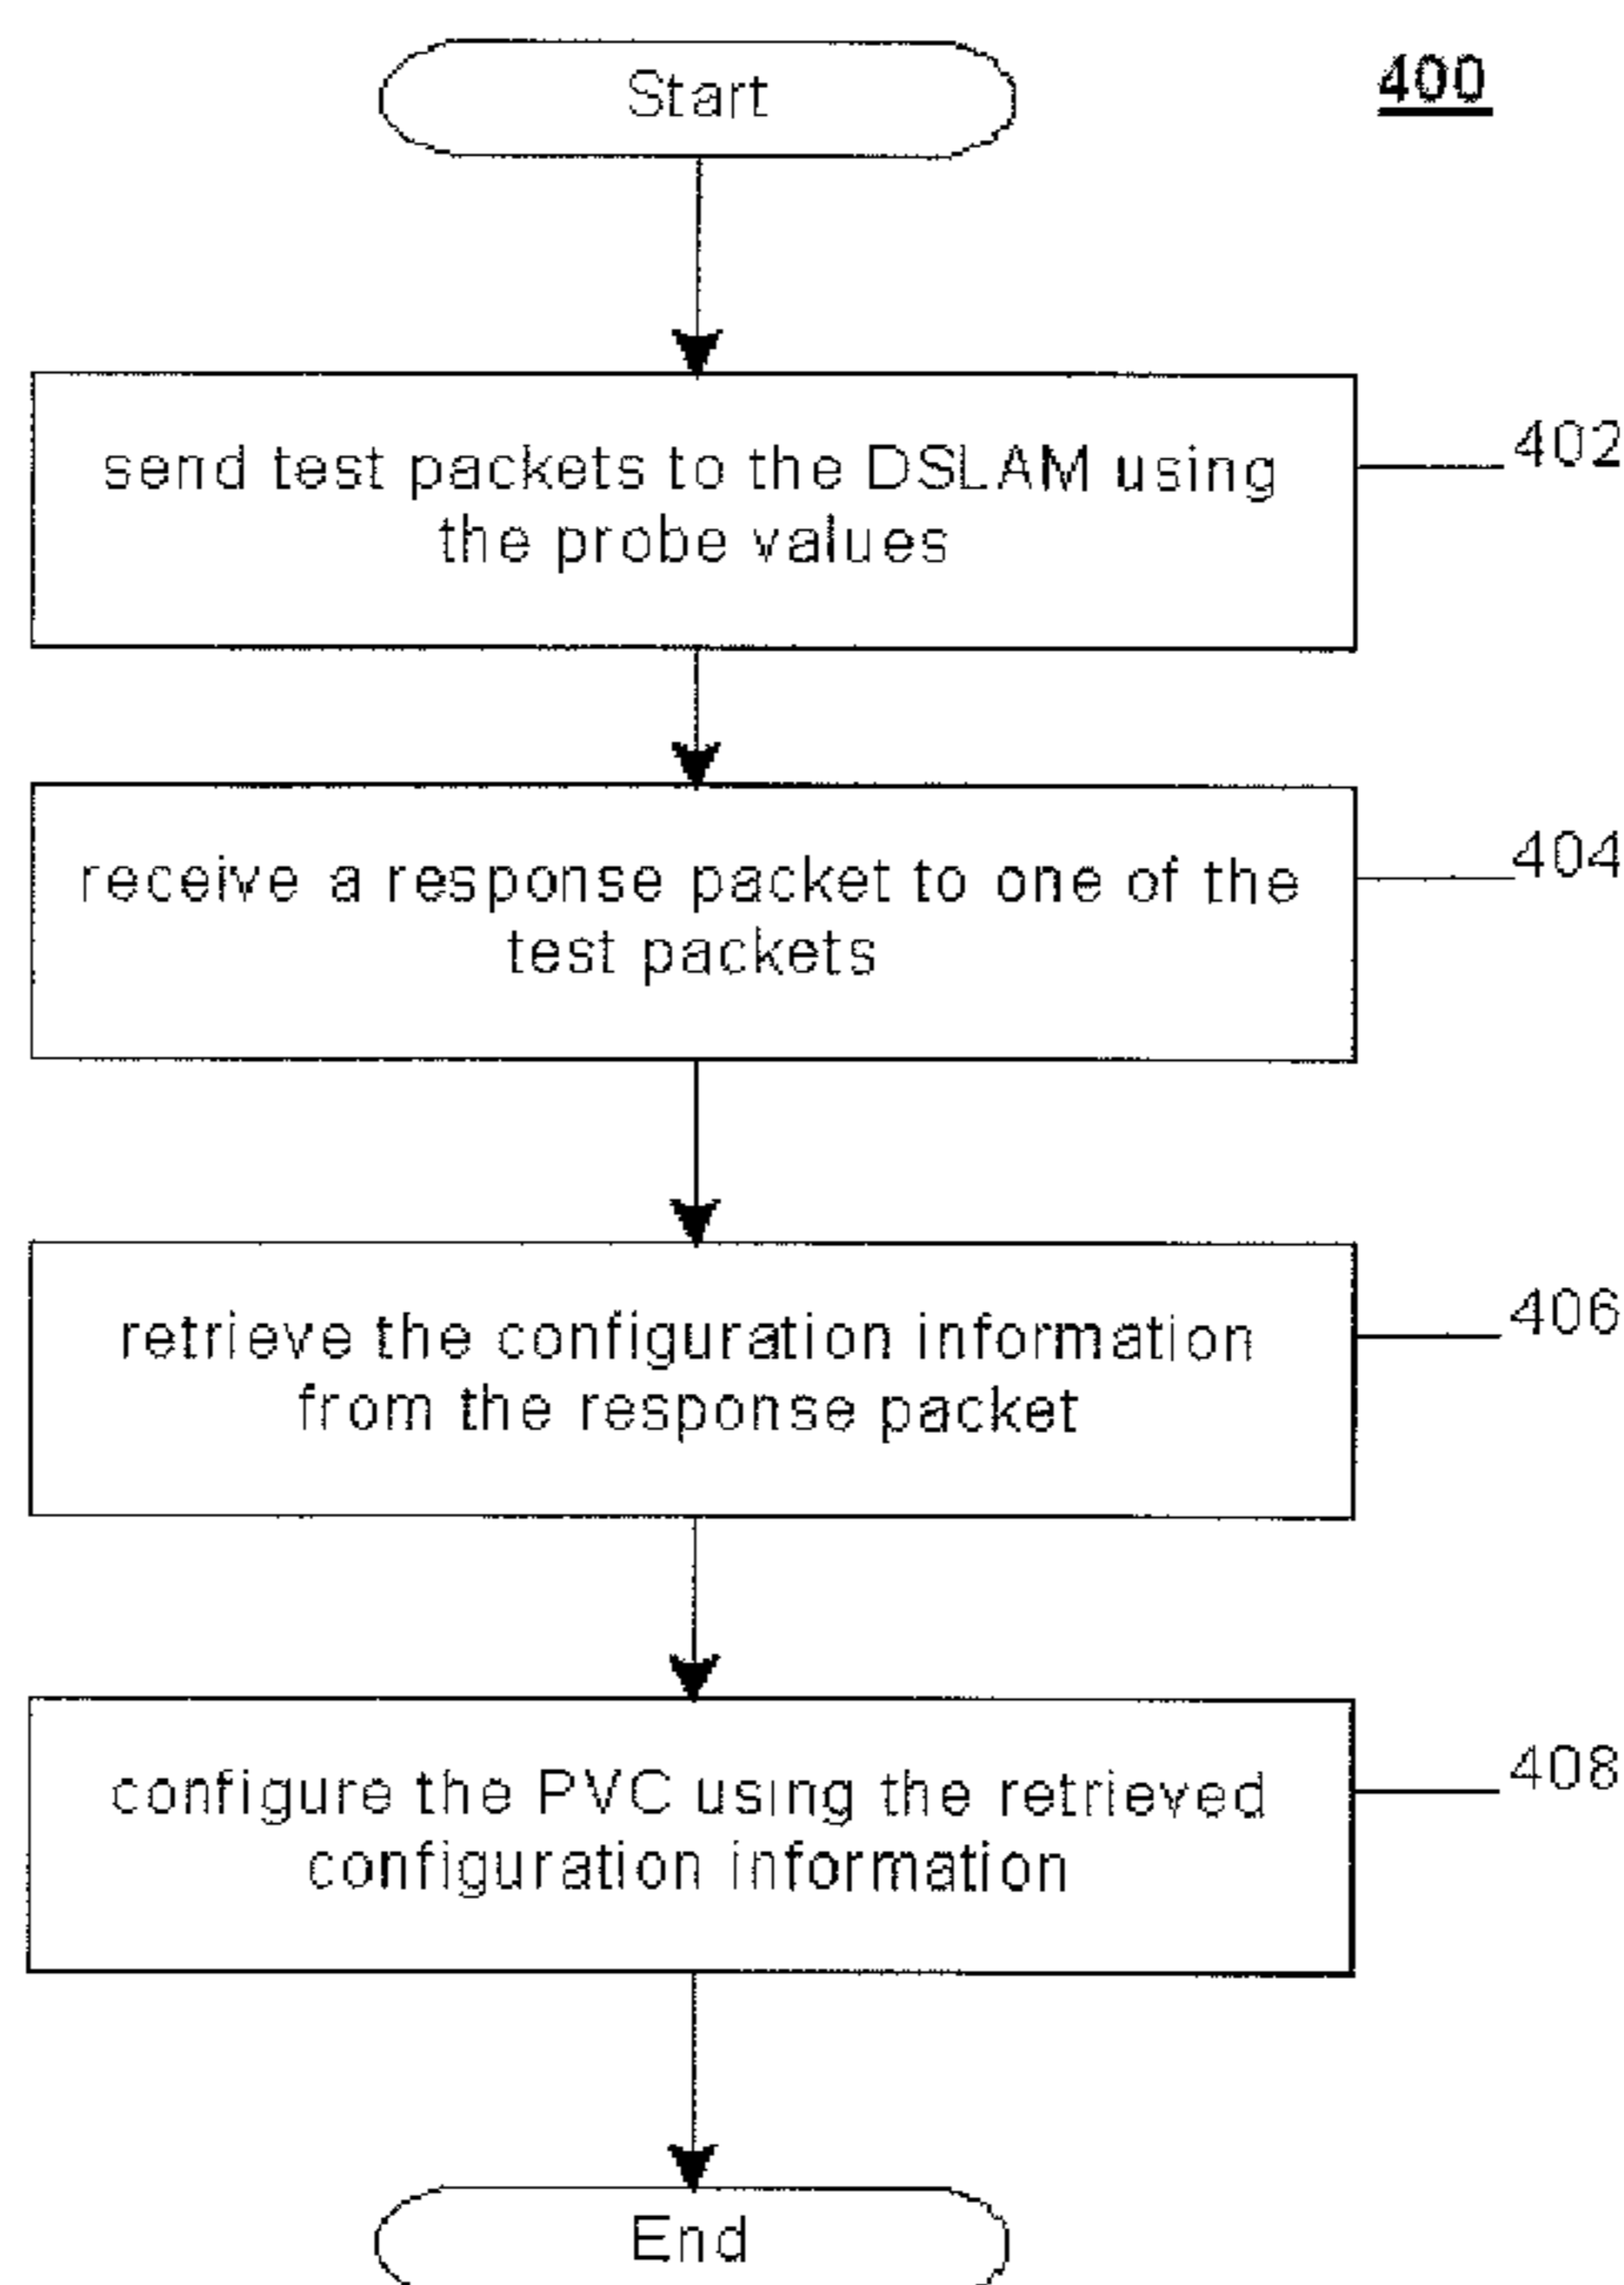 Start
400
send test packets to the DSLAM using
the probe values
402
receive a response packet to one of the
test packets
404
retrieve the configuration information
from the response packet
406
configure the PVC using the retrieved
configuration information
408
End